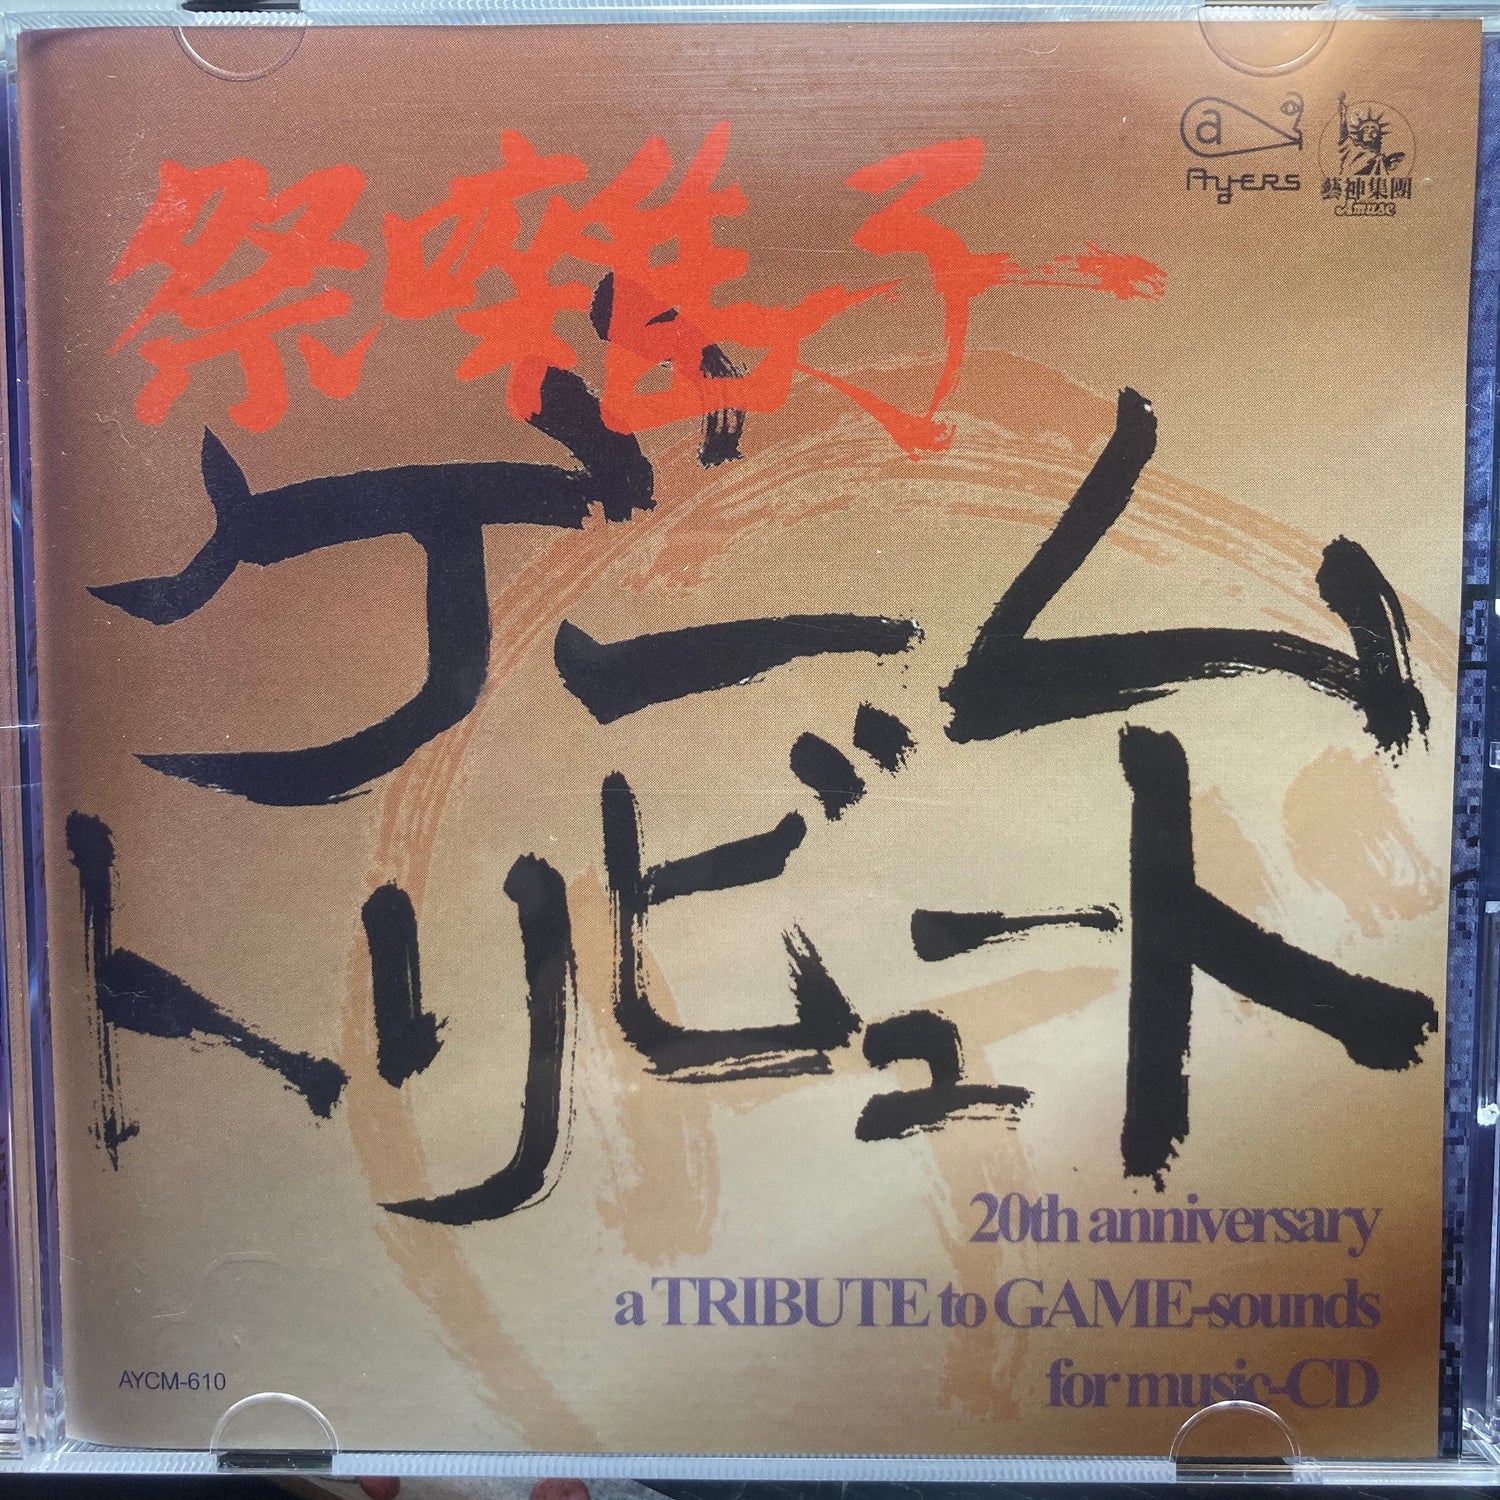 祭囃子
ゲーム
トリビュート
a
AyERS
藝神集團
Amuse
20th anniversary
a TRIBUTE to GAME-sounds
for music-CD
AYCM-610